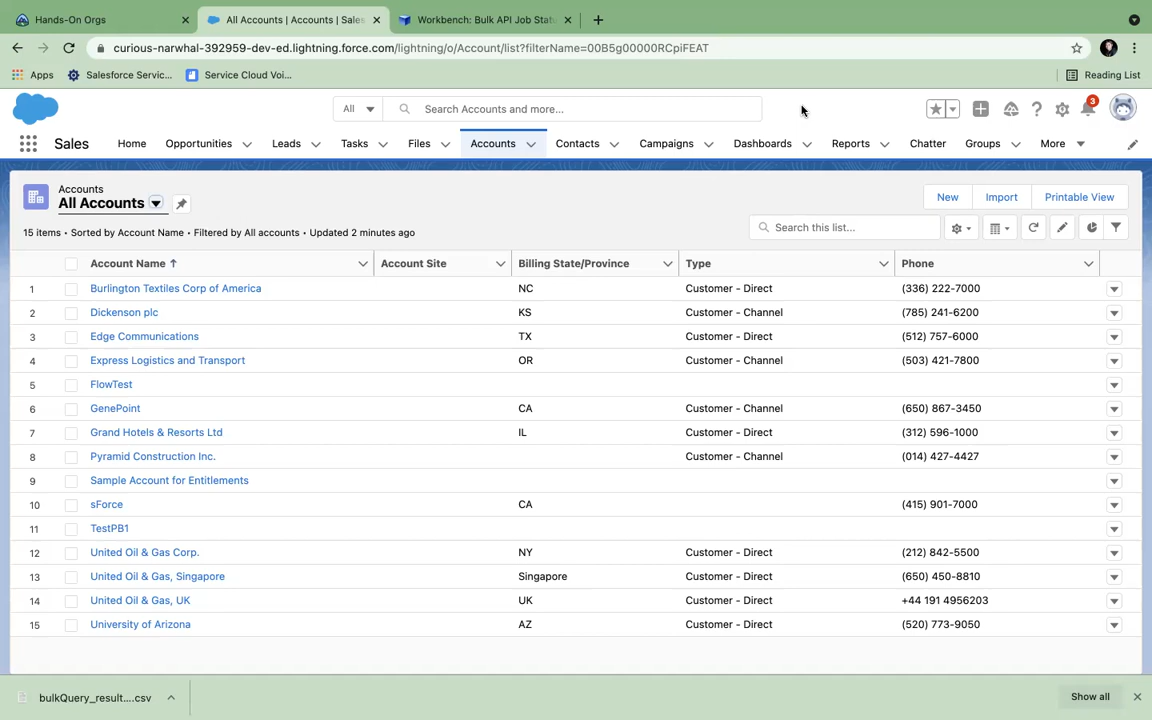 Hands-On Orgs
All Accounts | Accounts | Sales
Workbench: Bulk API Job Statu
curious-narwhal-392959-dev-ed.lightning.force.com/lightning/o/Account/list?filterName=00B5g00000RCpiFEAT
Apps
Salesforce Servic...
Service Cloud Voi...
Reading List
All
Search Accounts and more...
3
Sales
Home
Opportunities
Leads
Tasks
Files
Accounts
Contacts
Campaigns
Dashboards
Reports
Chatter
Groups
More
Accounts
All Accounts
New
Import
Printable View
15 items • Sorted by Account Name • Filtered by All accounts • Updated 2 minutes ago
Search this list...
Account Name Account Site Billing State/Province Type Phone
1 Burlington Textiles Corp of America NC Customer - Direct (336) 222-7000
2 Dickenson plc KS Customer - Channel (785) 241-6200
3 Edge Communications TX Customer - Direct (512) 757-6000
4 Express Logistics and Transport OR Customer - Channel (503) 421-7800
5 FlowTest
6 GenePoint CA Customer - Channel (650) 867-3450
7 Grand Hotels & Resorts Ltd IL Customer - Direct (312) 596-1000
8 Pyramid Construction Inc. Customer - Channel (014) 427-4427
9 Sample Account for Entitlements
10 sForce CA (415) 901-7000
11 TestPB1
12 United Oil & Gas Corp. NY Customer - Direct (212) 842-5500
13 United Oil & Gas, Singapore Singapore Customer - Direct (650) 450-8810
14 United Oil & Gas, UK UK Customer - Direct +44 191 4956203
15 University of Arizona AZ Customer - Direct (520) 773-9050
bulkQuery_result....csv
Show all